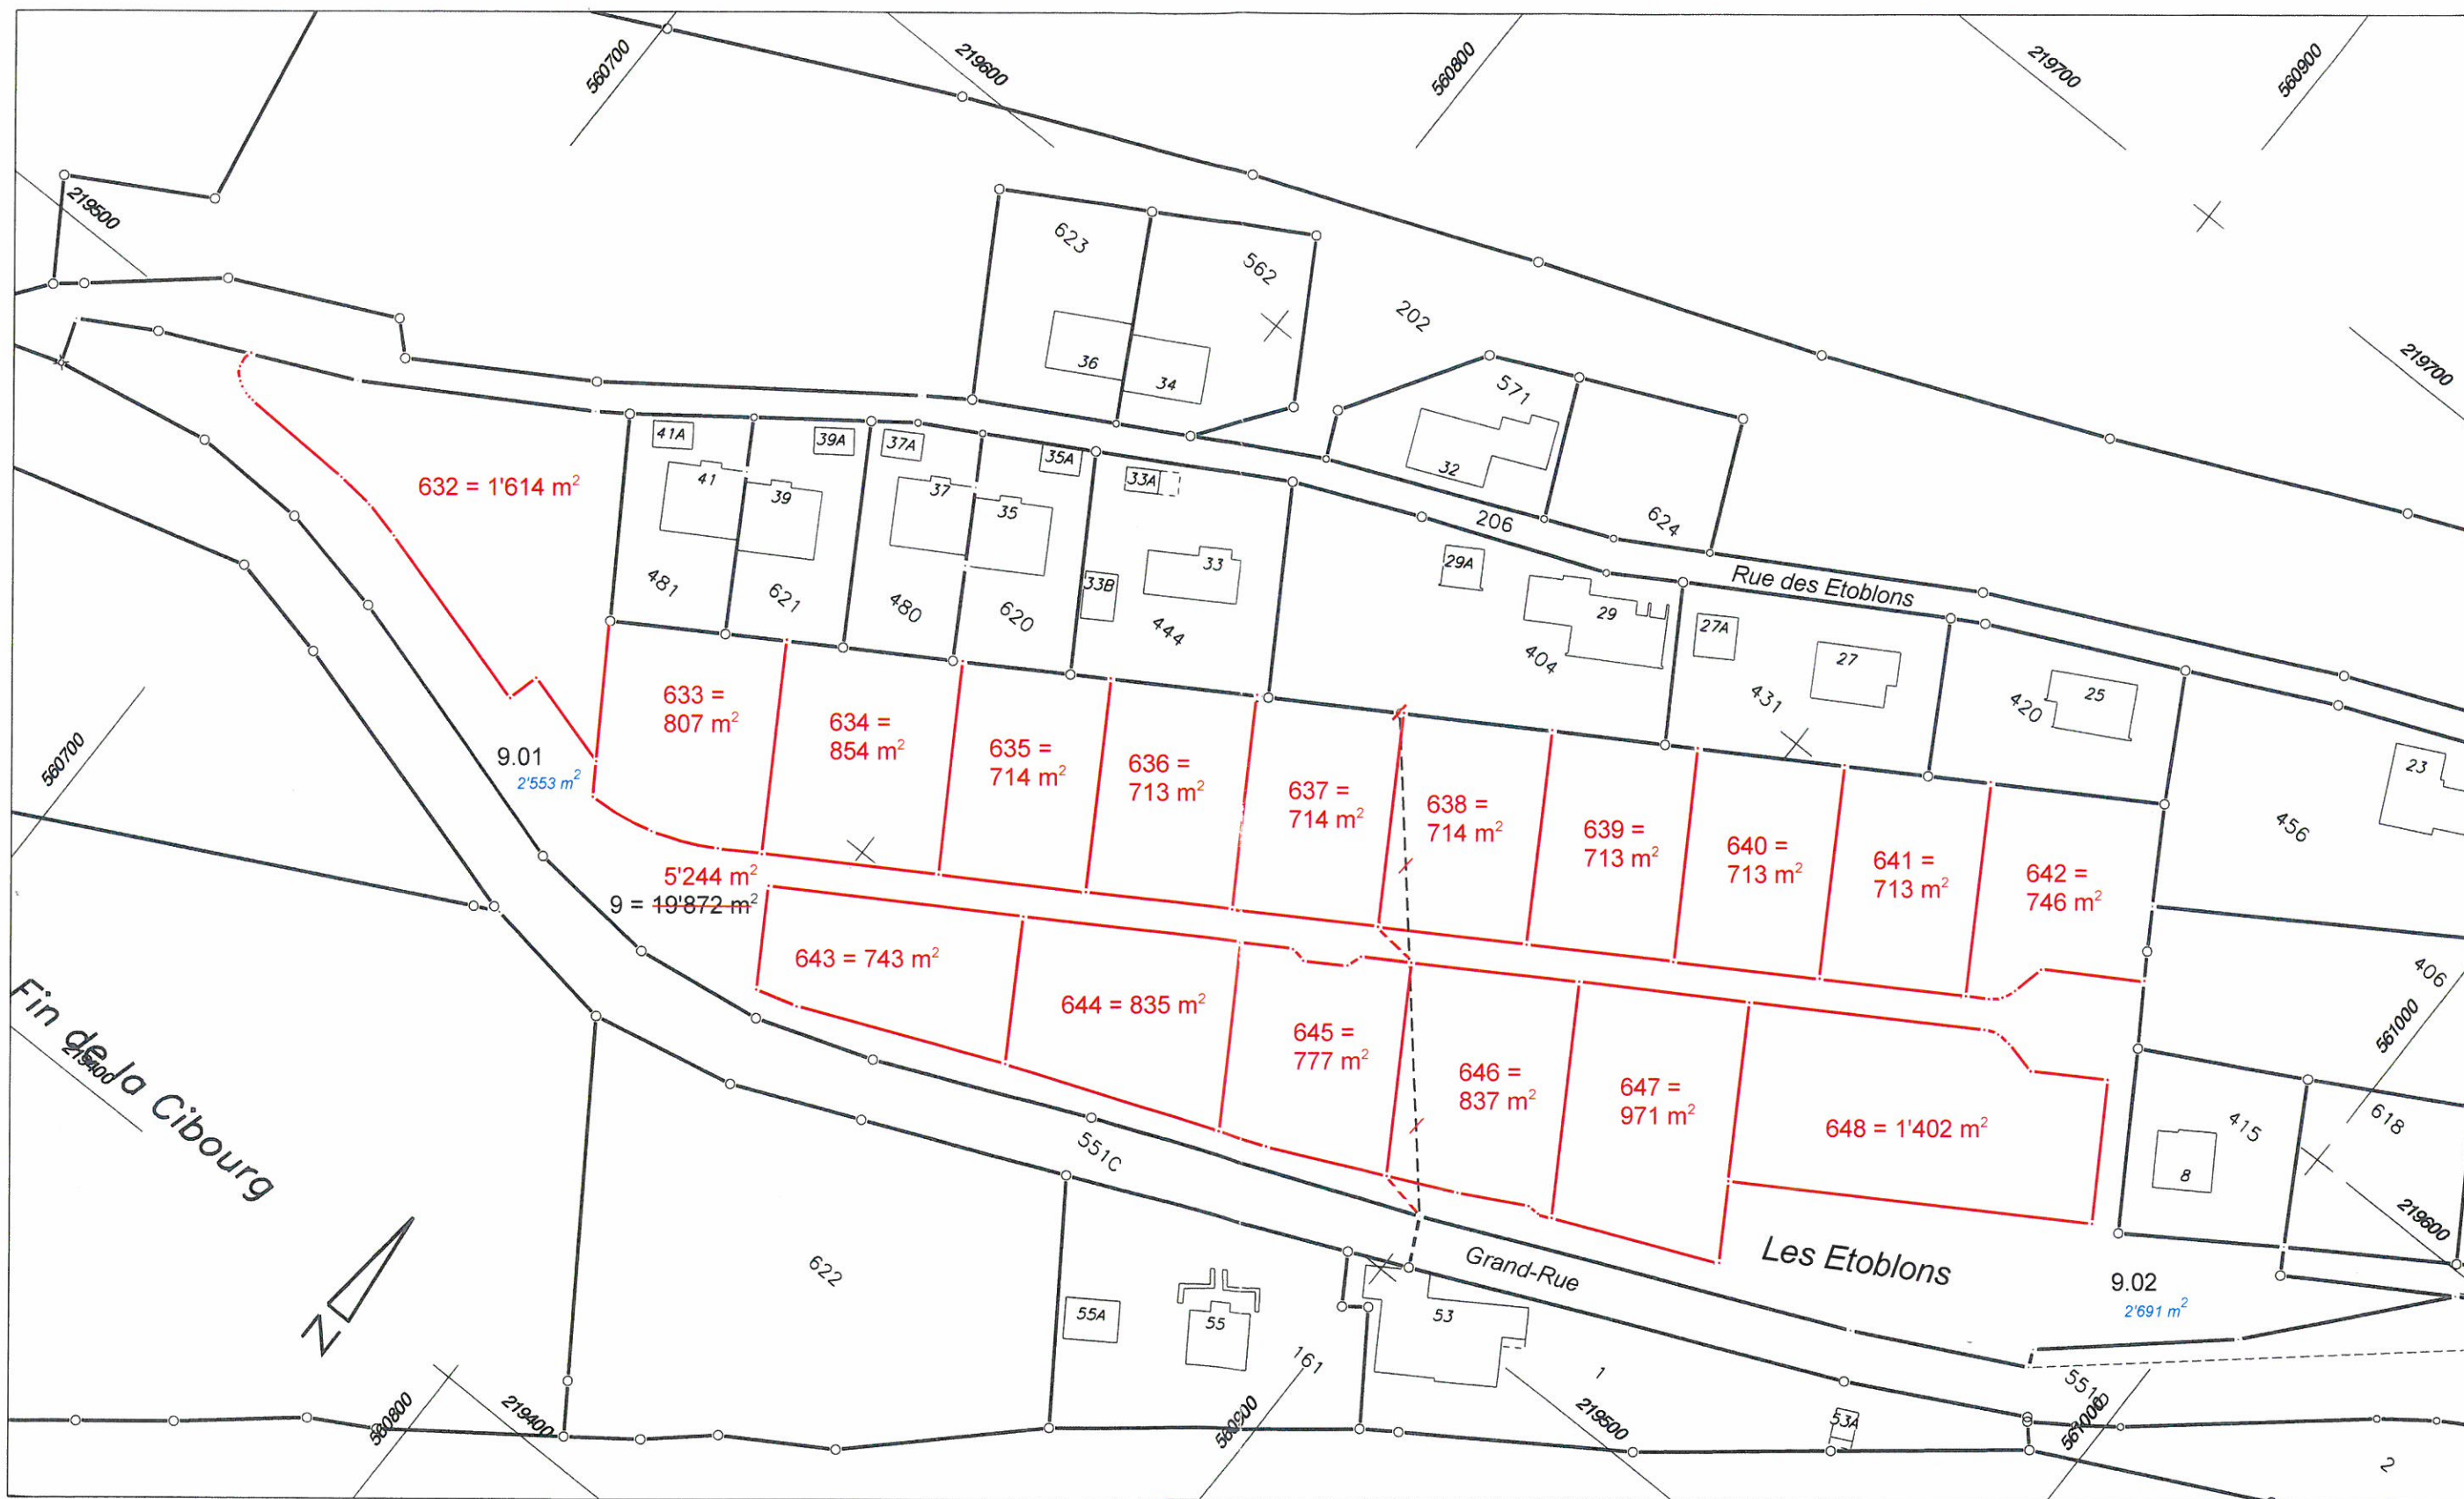 560700
219600
560800
219700
560900
219500
623
562
202
219700
36
34
571
32
624
206
41A
39A
37A
35A
33A
41
39
37
35
33
632 = 1'614 m²
29A
Rue des Etoblons
481
621
480
620
33B
444
29
404
27A
27
431
420
25
23
456
633 =
807 m²
634 =
854 m²
635 =
714 m²
636 =
713 m²
637 =
714 m²
638 =
714 m²
639 =
713 m²
640 =
713 m²
641 =
713 m²
642 =
746 m²
560700
9.01
2'553 m²
5'244 m²
9 = 19'872 m²
643 = 743 m²
644 = 835 m²
645 =
777 m²
646 =
837 m²
647 =
971 m²
648 = 1'402 m²
406
561000
415
618
8
219600
Fin de la Cibourg
219400
551C
N
622
Grand-Rue
Les Etoblons
9.02
2'691 m²
55A
55
161
53
1
53A
551D
561000
560800
219400
560900
219500
2